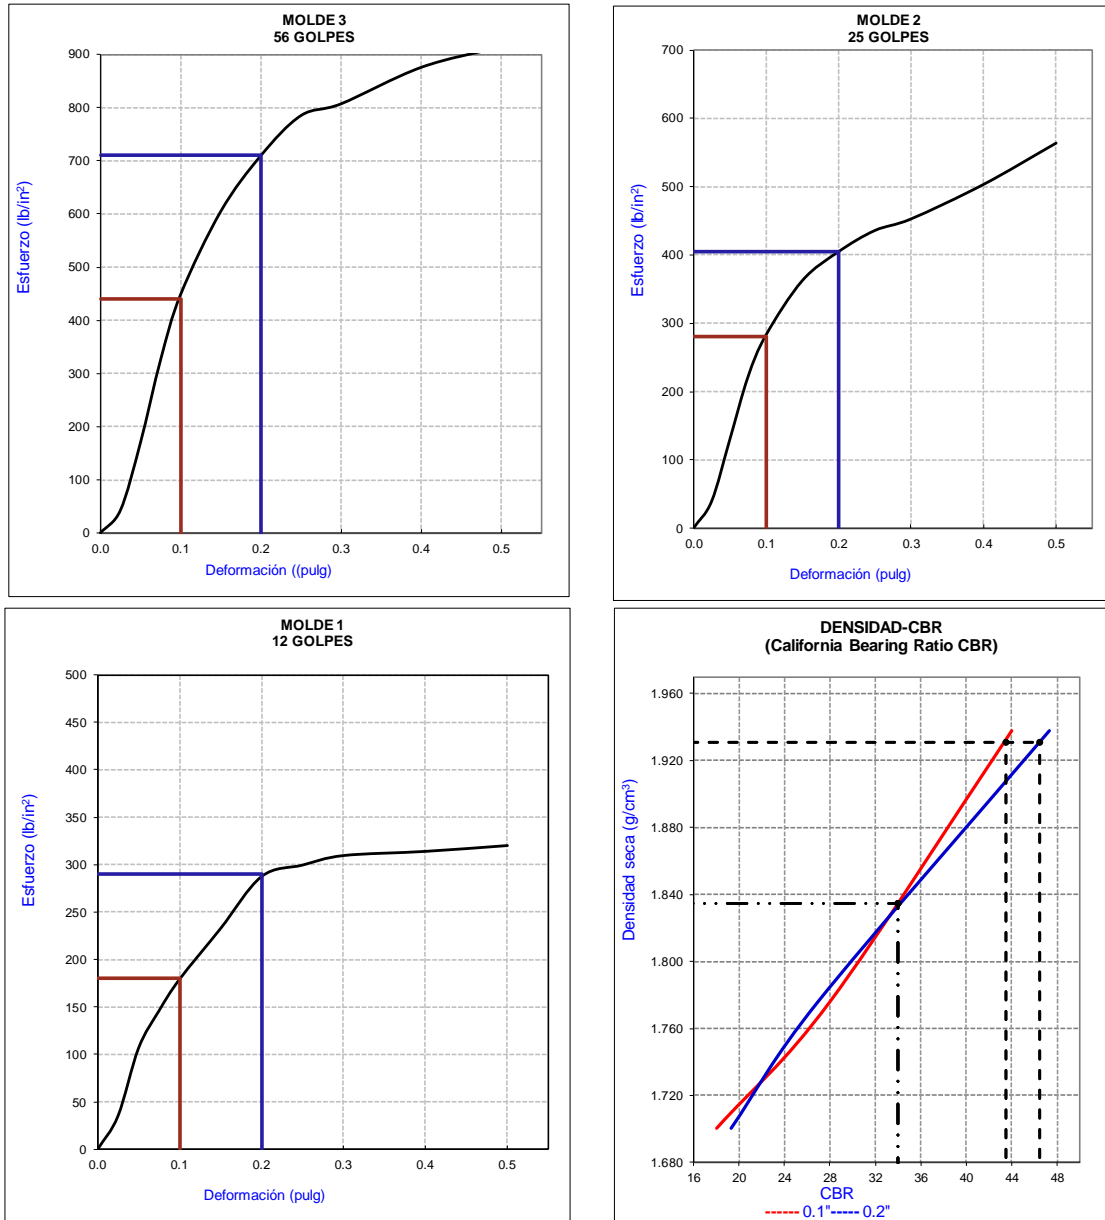 MOLDE 3
56 GOLPES
900
800
700
600
500
400
300
200
100
0
Esfuerzo (lb/in²)
0.0 0.1 0.2 0.3 0.4 0.5
Deformación ((pulg)
MOLDE 2
25 GOLPES
700
600
500
400
300
200
100
0
Esfuerzo (lb/in²)
0.0 0.1 0.2 0.3 0.4 0.5
Deformación (pulg)
MOLDE 1
12 GOLPES
500
450
400
350
300
250
200
150
100
50
0
Esfuerzo (lb/in²)
0.0 0.1 0.2 0.3 0.4 0.5
Deformación (pulg)
DENSIDAD-CBR
(California Bearing Ratio CBR)
1.960
1.920
1.880
1.840
1.800
1.760
1.720
1.680
Densidad seca (g/cm³)
16 20 24 28 32 36 40 44 48
CBR
0.1" 0.2"